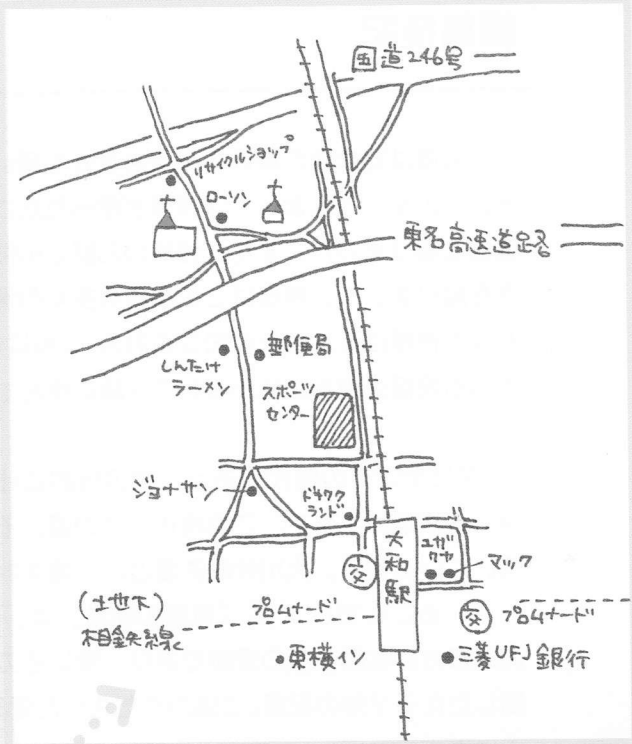 国道246号
リサイクルショップ
ローソン
東名高速道路
郵便局
しんたけ
ラーメン
スポーツ
センター
ジョナサン
ドキワク
ランド
大和駅
ユザ
ワヤ
マック
交
交
(土地下)
相鉄線
プロムナード
プロムナード
東横イン
三菱UFJ銀行